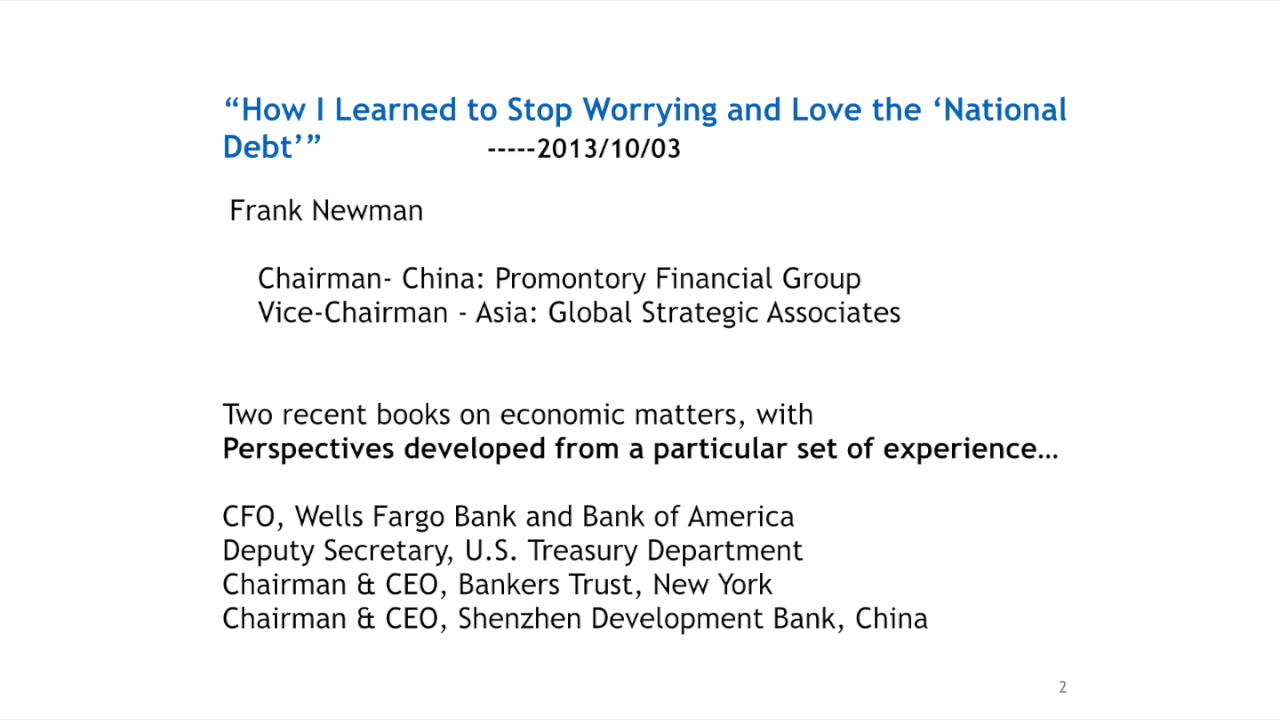 “How I Learned to Stop Worrying and Love the ‘National
Debt’” -----2013/10/03
Frank Newman
Chairman- China: Promontory Financial Group
Vice-Chairman - Asia: Global Strategic Associates
Two recent books on economic matters, with
Perspectives developed from a particular set of experience…
CFO, Wells Fargo Bank and Bank of America
Deputy Secretary, U.S. Treasury Department
Chairman & CEO, Bankers Trust, New York
Chairman & CEO, Shenzhen Development Bank, China
2